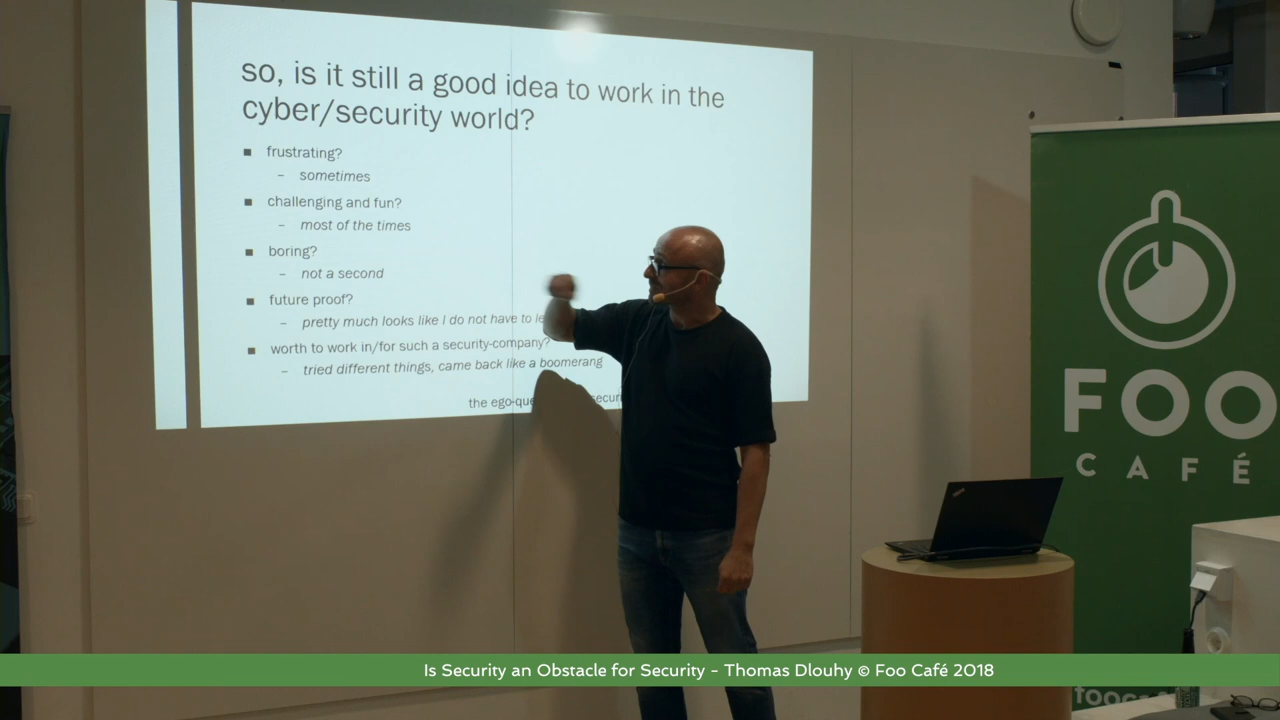 so, is it still a good idea to work in the
cyber/security world?
■ frustrating?
– sometimes
■ challenging and fun?
– most of the times
■ boring?
– not a second
■ future proof?
– pretty much looks like I do not have to
■ worth to work in/for such a security-company?
– tried different things, came back like a boomerang
the
FOO
CAFÉ
Is Security an Obstacle for Security – Thomas Dlouhy © Foo Café 2018